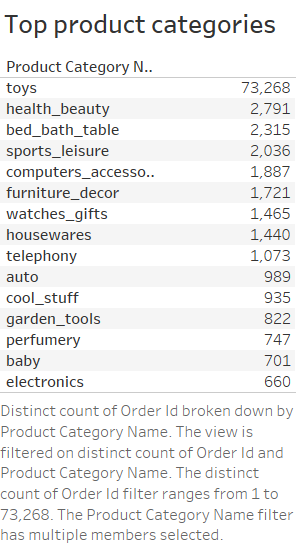 Top product categories
Product Category N..
toys 73,268
health_beauty 2,791
bed_bath_table 2,315
sports_leisure 2,036
computers_accesso.. 1,887
furniture_decor 1,721
watches_gifts 1,465
housewares 1,440
telephony 1,073
auto 989
cool_stuff 935
garden_tools 822
perfumery 747
baby 701
electronics 660
Distinct count of Order Id broken down by
Product Category Name. The view is
filtered on distinct count of Order Id and
Product Category Name. The distinct
count of Order Id filter ranges from 1 to
73,268. The Product Category Name filter
has multiple members selected.